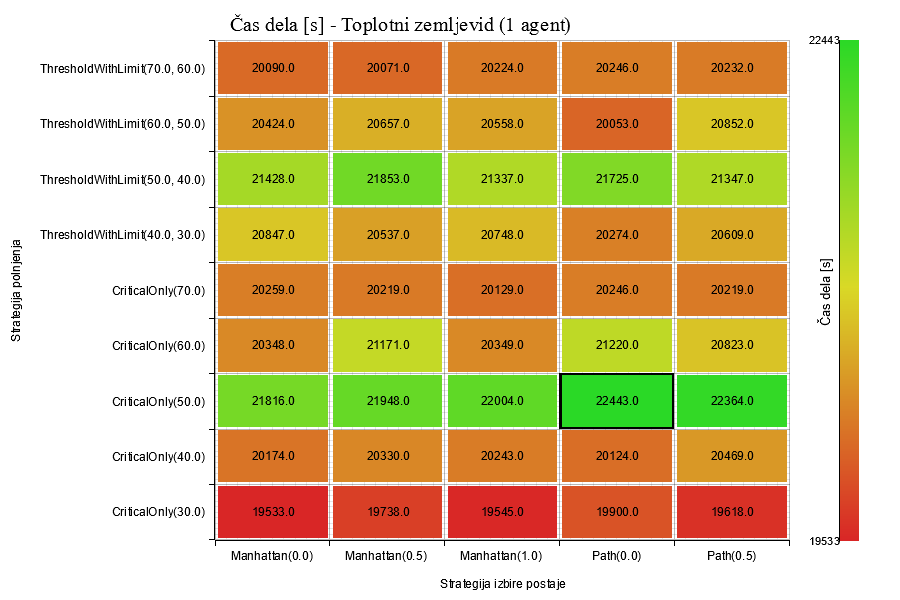 Čas dela [s] - Toplotni zemljevid (1 agent)
22443
ThresholdWithLimit(70.0, 60.0) 20090.0 20071.0 20224.0 20246.0 20232.0
ThresholdWithLimit(60.0, 50.0) 20424.0 20657.0 20558.0 20053.0 20852.0
ThresholdWithLimit(50.0, 40.0) 21428.0 21853.0 21337.0 21725.0 21347.0
ThresholdWithLimit(40.0, 30.0) 20847.0 20537.0 20748.0 20274.0 20609.0
Strategija polnjenja
Čas dela [s]
CriticalOnly(70.0) 20259.0 20219.0 20129.0 20246.0 20219.0
CriticalOnly(60.0) 20348.0 21171.0 20349.0 21220.0 20823.0
CriticalOnly(50.0) 21816.0 21948.0 22004.0 22443.0 22364.0
CriticalOnly(40.0) 20174.0 20330.0 20243.0 20124.0 20469.0
CriticalOnly(30.0) 19533.0 19738.0 19545.0 19900.0 19618.0
19533
Manhattan(0.0) Manhattan(0.5) Manhattan(1.0) Path(0.0) Path(0.5)
Strategija izbire postaje